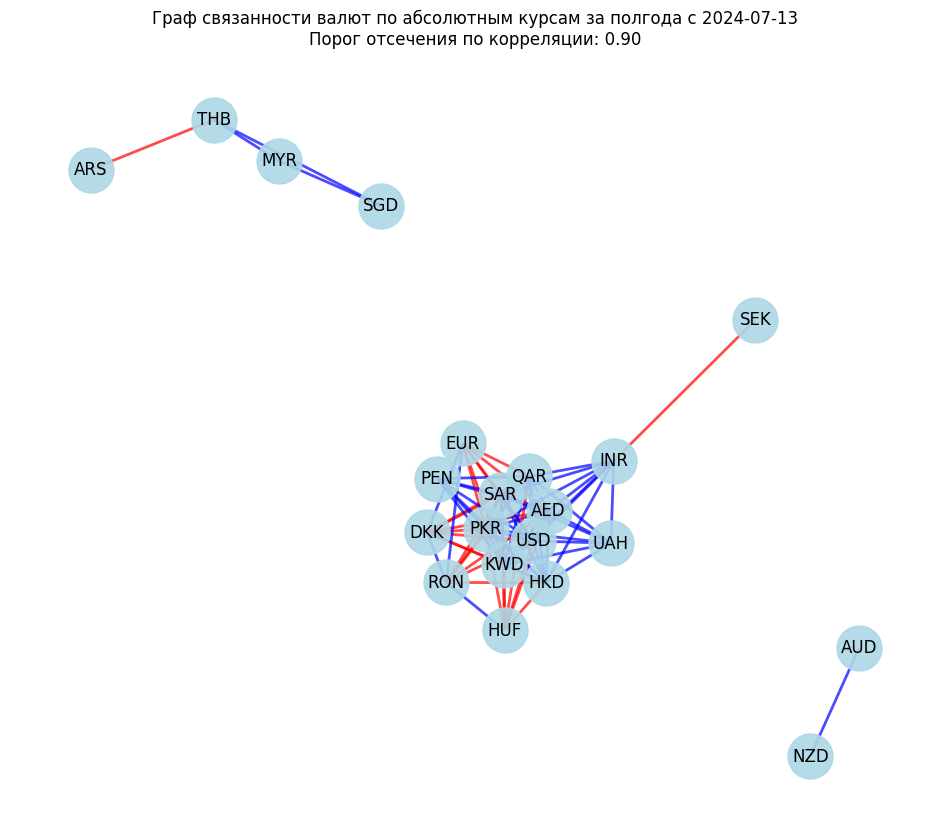 Граф связанности валют по абсолютным курсам за полгода с 2024-07-13
Порог отсечения по корреляции: 0.90
THB
ARS
MYR
SGD
SEK
EUR
INR
PEN
QAR
SAR
AED
DKK
PKR
USD
UAH
KWD
RON
HKD
HUF
AUD
NZD